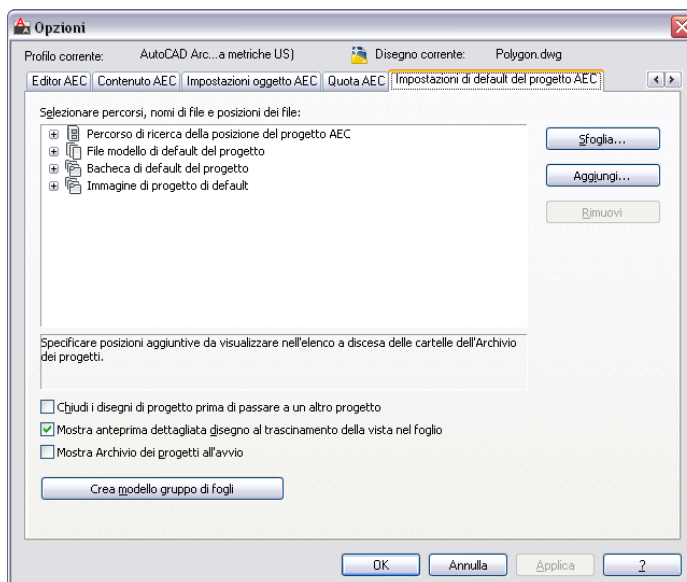 Opzioni
Profilo corrente: AutoCAD Arc...a metriche US) Disegno corrente: Polygon.dwg
Editor AEC Contenuto AEC Impostazioni oggetto AEC Quota AEC Impostazioni di default del progetto AEC
Selezionare percorsi, nomi di file e posizioni dei file:
Percorso di ricerca della posizione del progetto AEC
File modello di default del progetto
Bacheca di default del progetto
Immagine di progetto di default
Sfoglia...
Aggiungi...
Rimuovi
Specificare posizioni aggiuntive da visualizzare nell'elenco a discesa delle cartelle dell'Archivio
dei progetti.
Chiudi i disegni di progetto prima di passare a un altro progetto
Mostra anteprima dettagliata disegno al trascinamento della vista nel foglio
Mostra Archivio dei progetti all'avvio
Crea modello gruppo di fogli
OK Annulla Applica ?